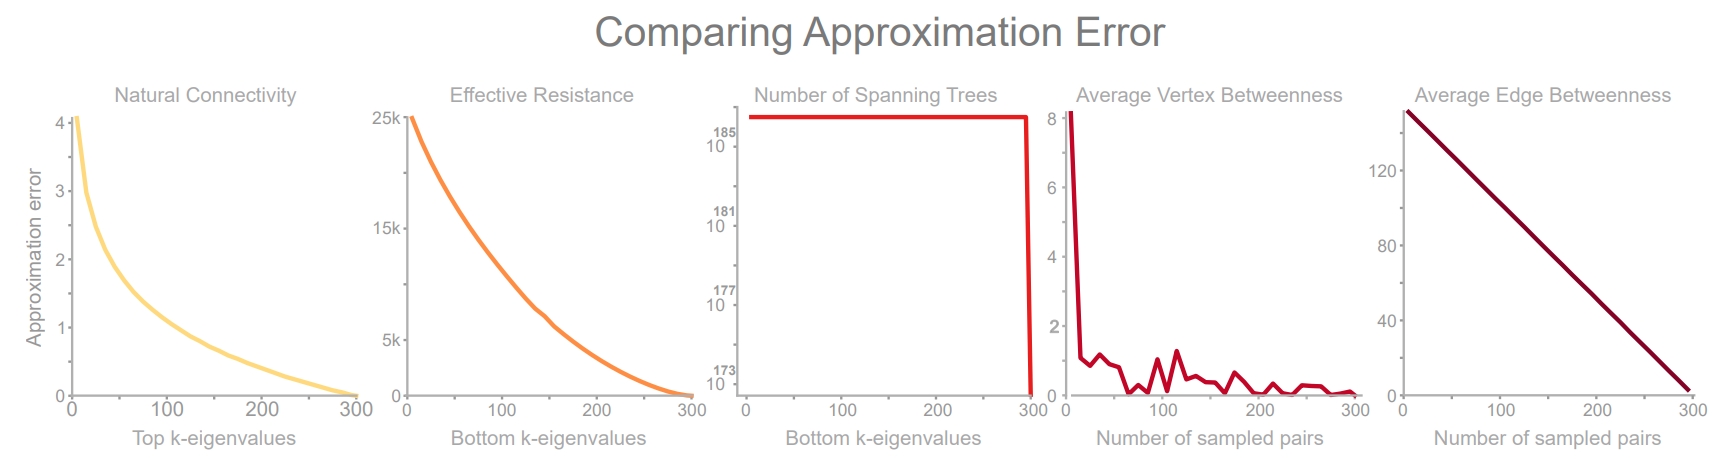 Comparing Approximation Error
Natural Connectivity
Approximation error
4
3
2
1
0
0 100 200 300
Top k-eigenvalues
Effective Resistance
25k
15k
5k
0
0 100 200 300
Bottom k-eigenvalues
Number of Spanning Trees
10^185
10^181
10^177
10^173
0 100 200 300
Bottom k-eigenvalues
Average Vertex Betweenness
8
6
4
2
0
0 100 200 300
Number of sampled pairs
Average Edge Betweenness
120
80
40
0
0 100 200 300
Number of sampled pairs